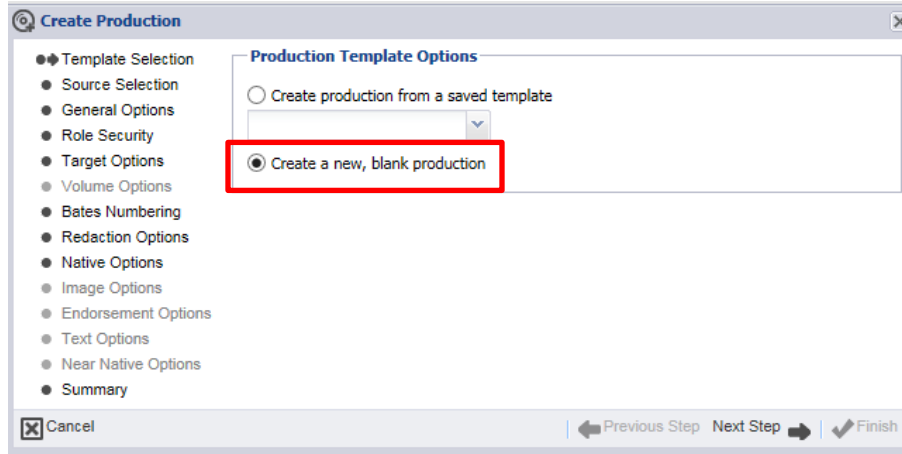 Create Production
Template Selection
Source Selection
General Options
Role Security
Target Options
Volume Options
Bates Numbering
Redaction Options
Native Options
Image Options
Endorsement Options
Text Options
Near Native Options
Summary
Production Template Options
Create production from a saved template
Create a new, blank production
Cancel
Previous Step Next Step Finish